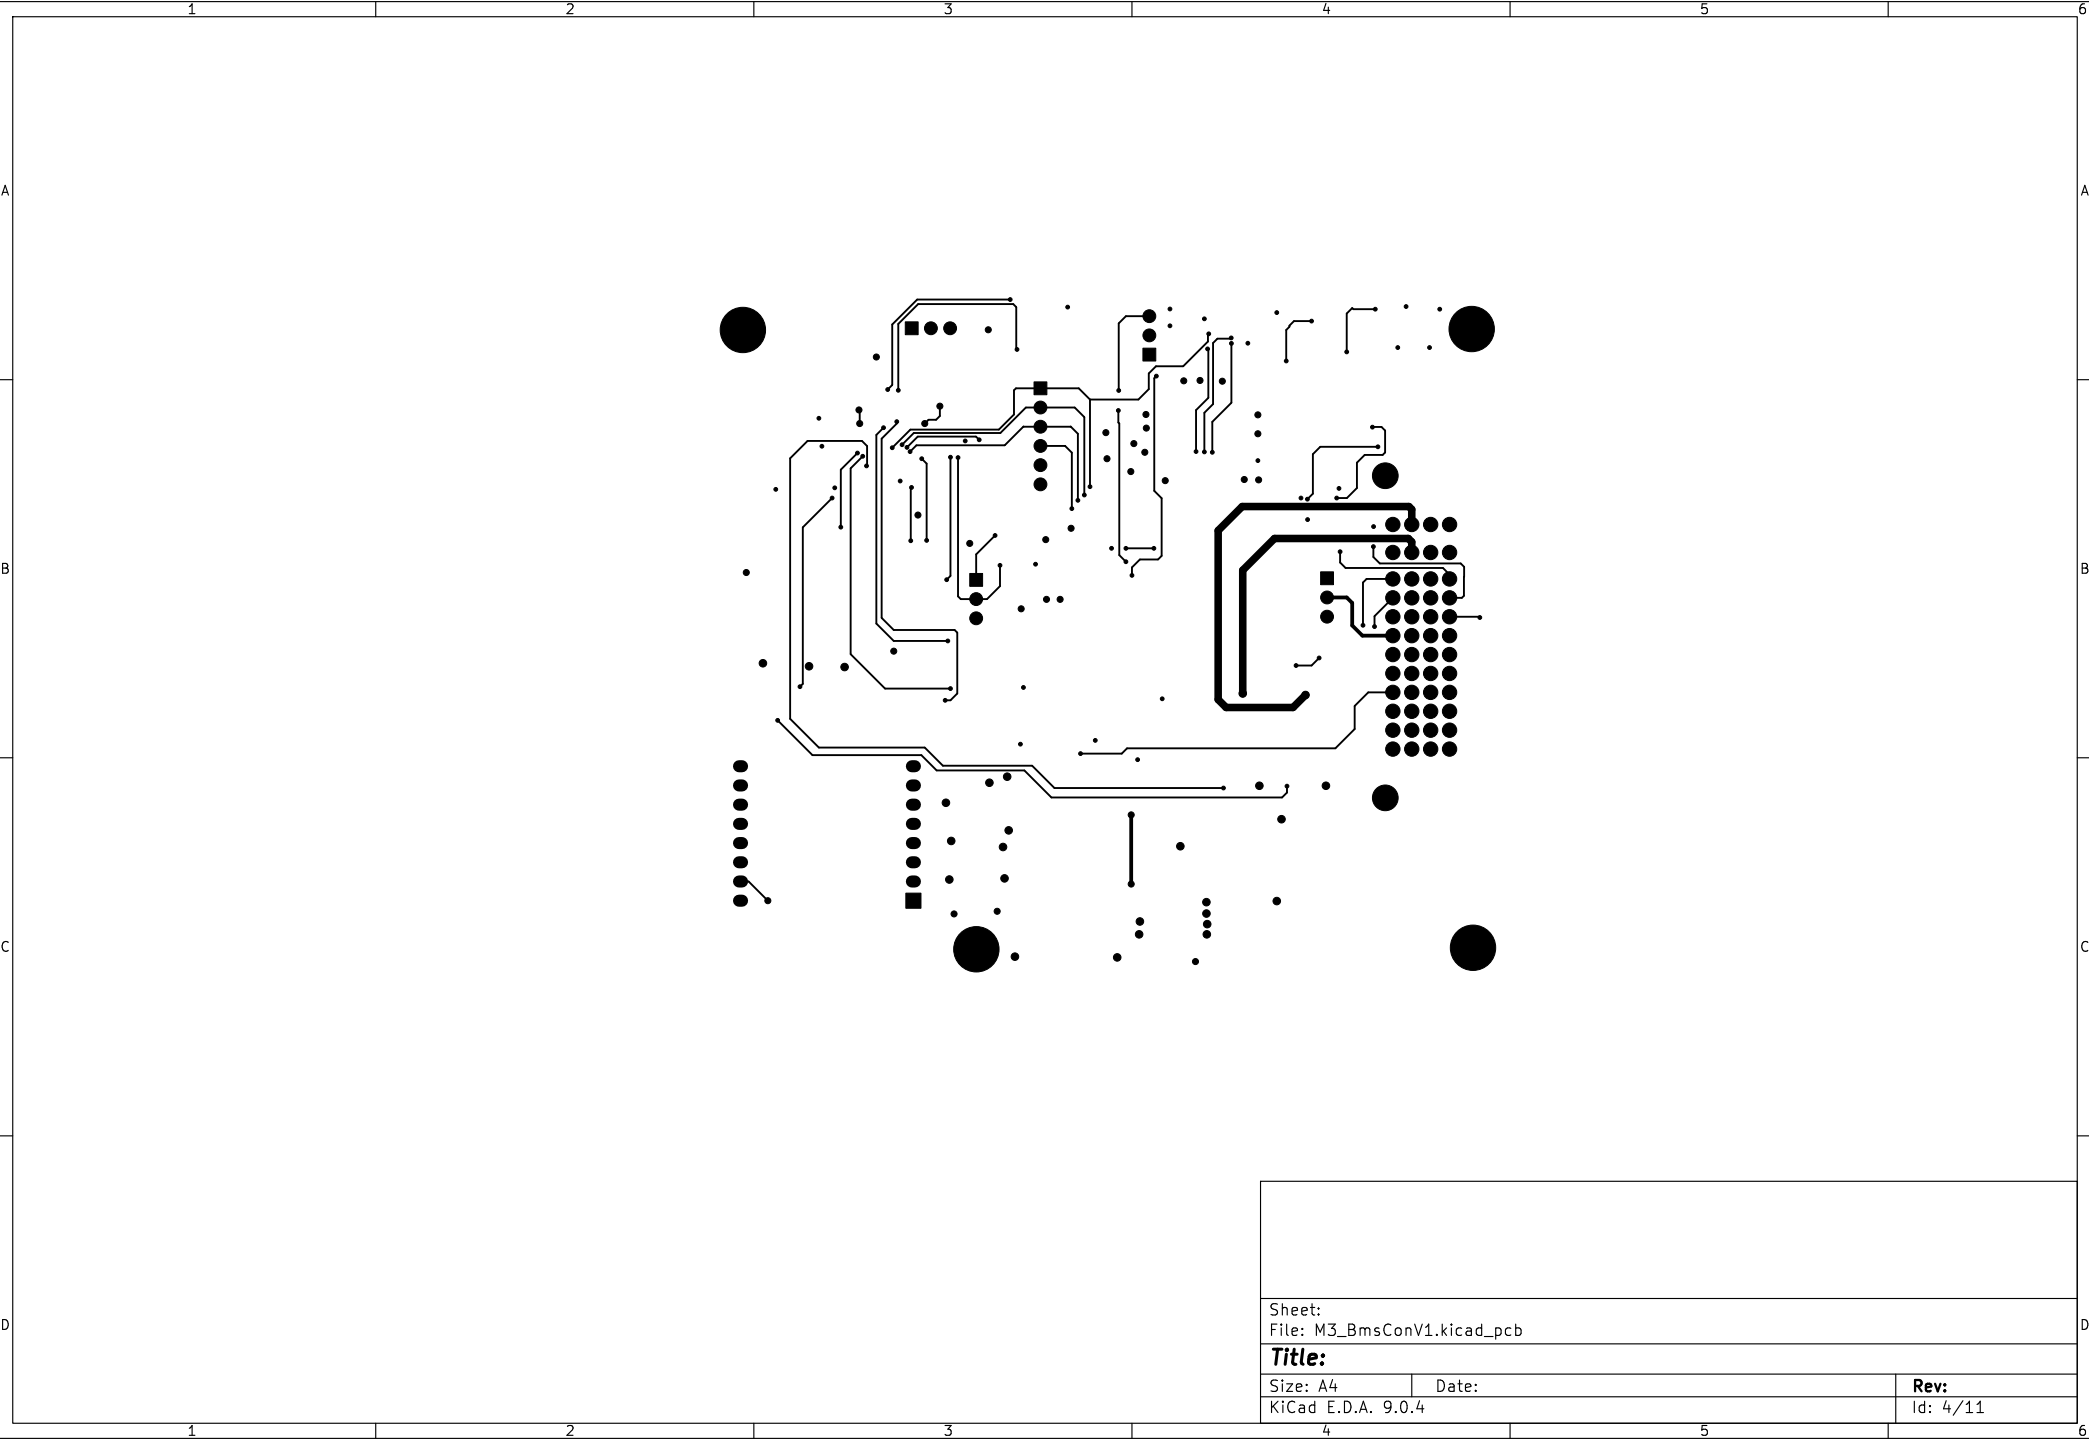 1 2 3 4 5 6
A A
B B
C C
D D
Sheet:
File: M3_BmsConV1.kicad_pcb
Title:
Size: A4 Date: Rev:
KiCad E.D.A. 9.0.4 Id: 4/11
1 2 3 4 5 6